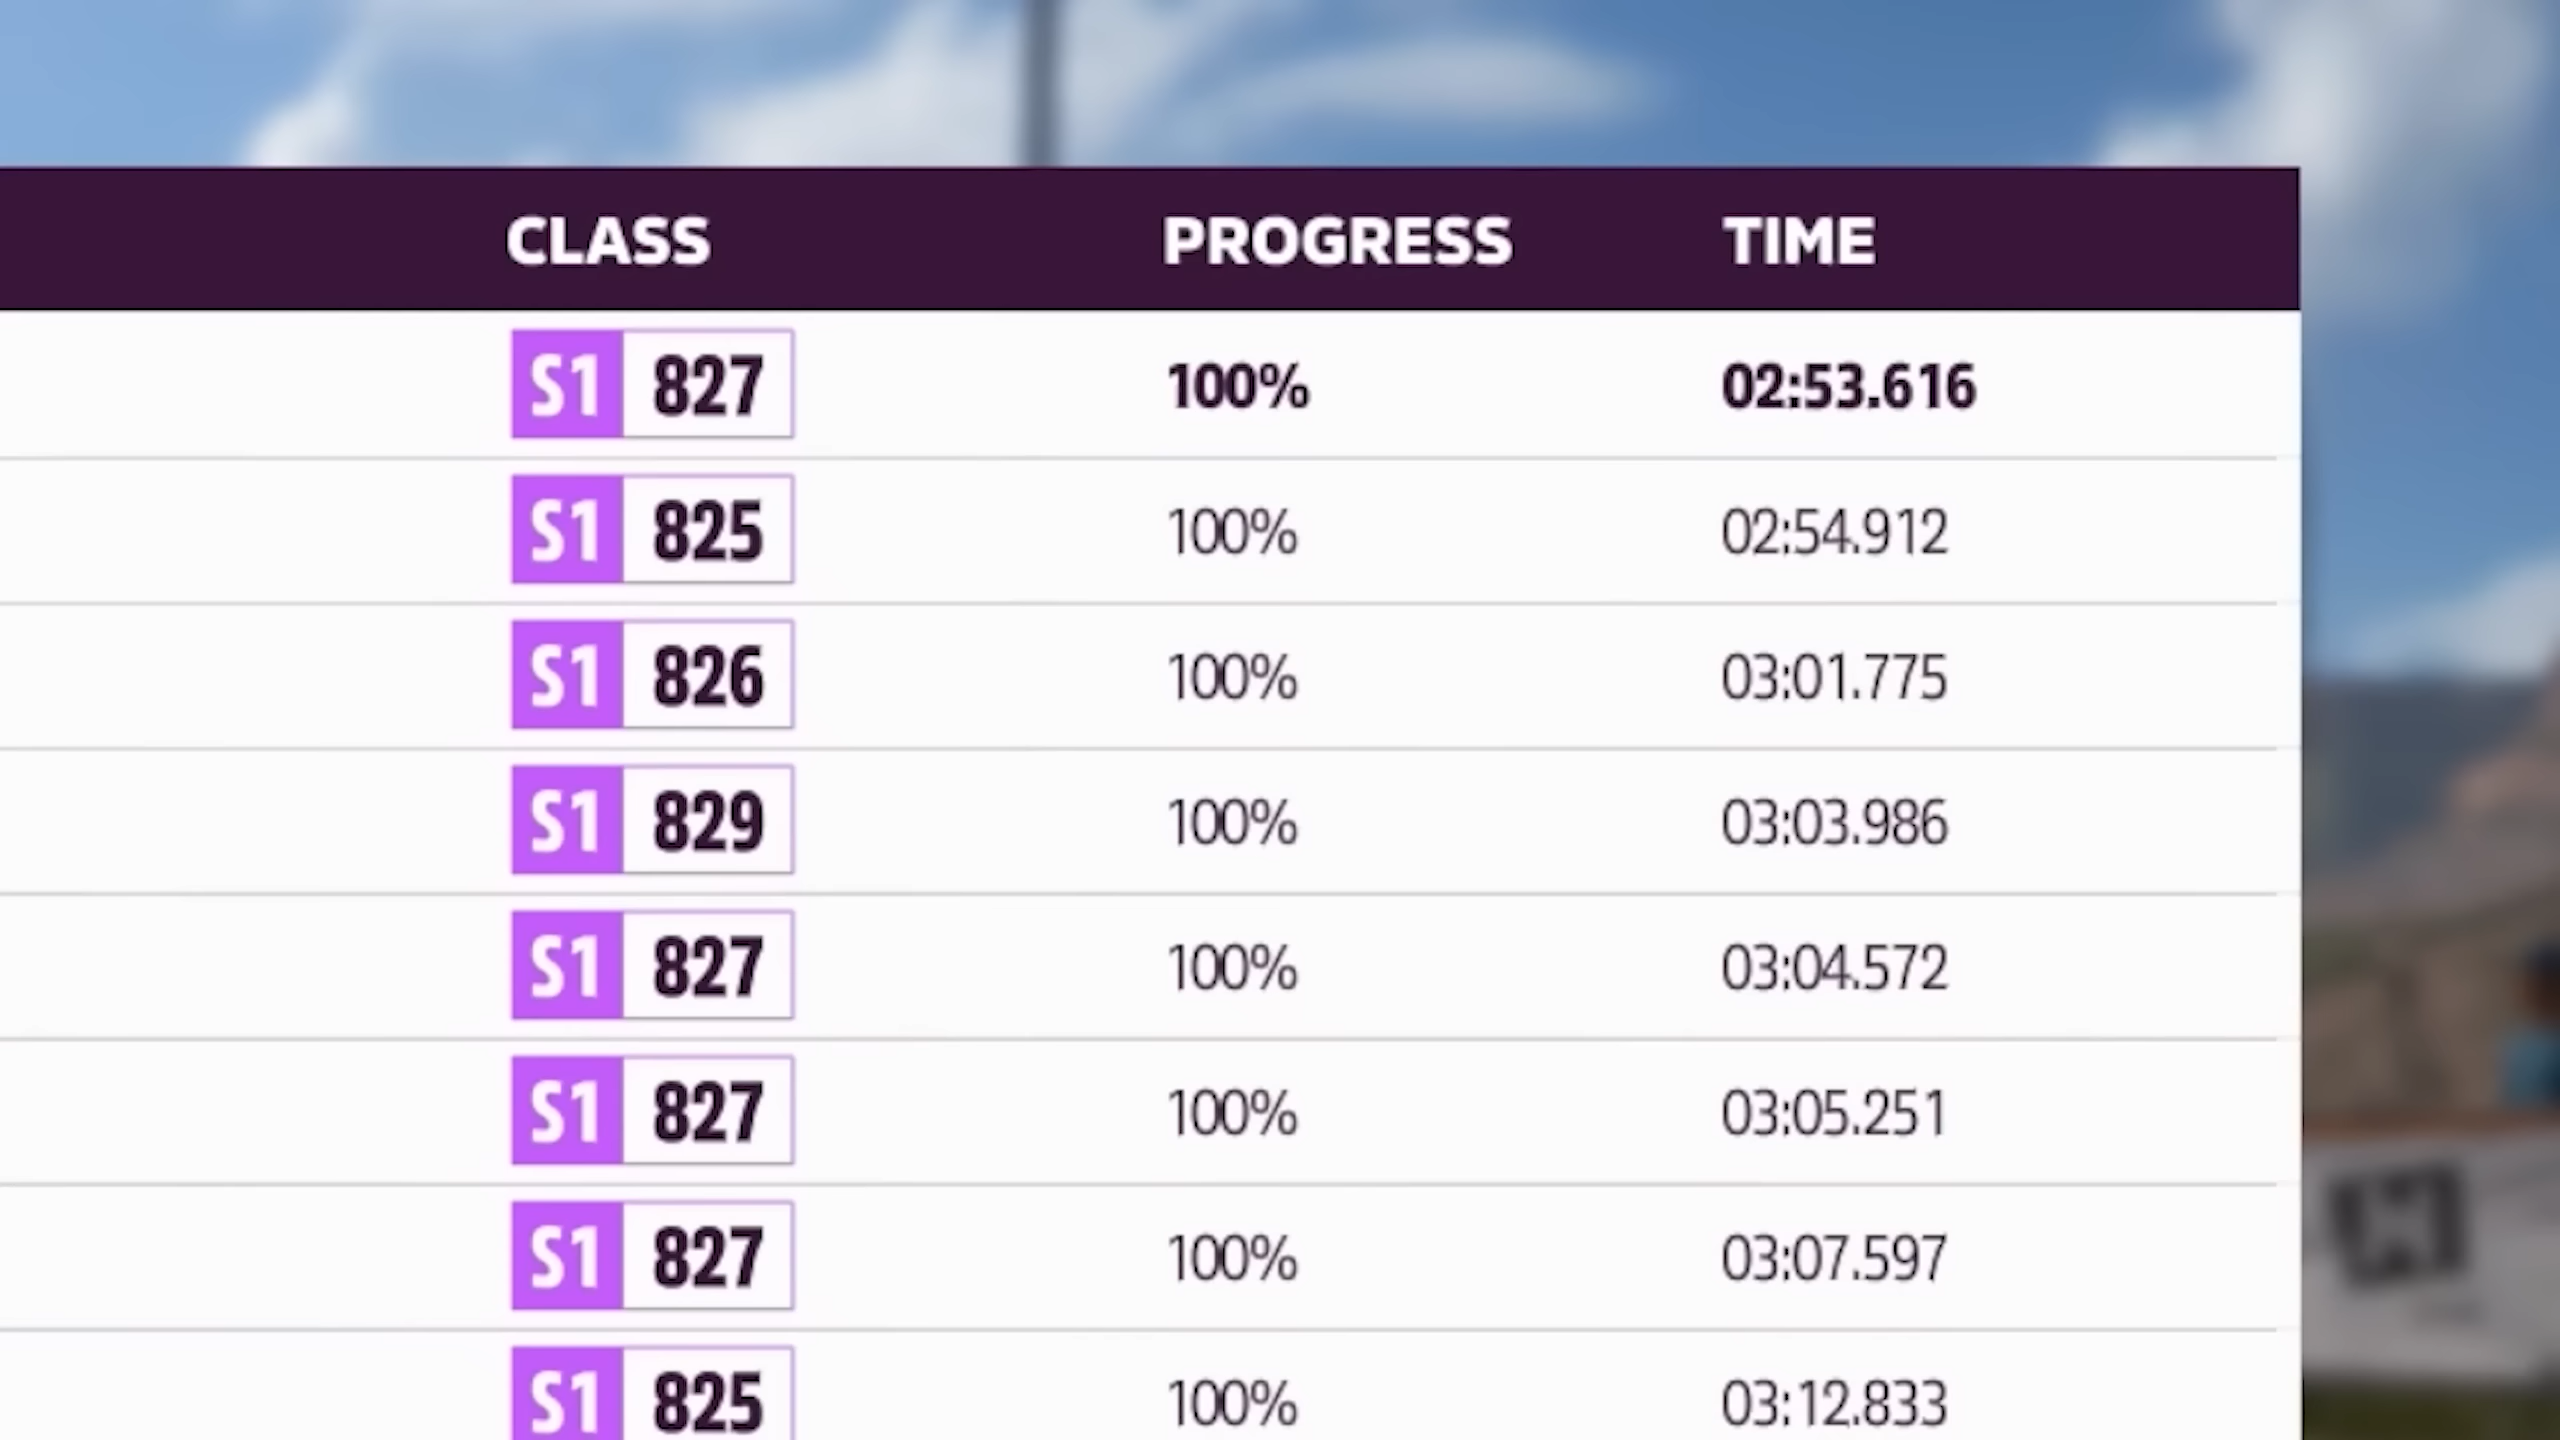 CLASS PROGRESS TIME
S1 827 100% 02:53.616
S1 825 100% 02:54.912
S1 826 100% 03:01.775
S1 829 100% 03:03.986
S1 827 100% 03:04.572
S1 827 100% 03:05.251
S1 827 100% 03:07.597
S1 825 100% 03:12.833